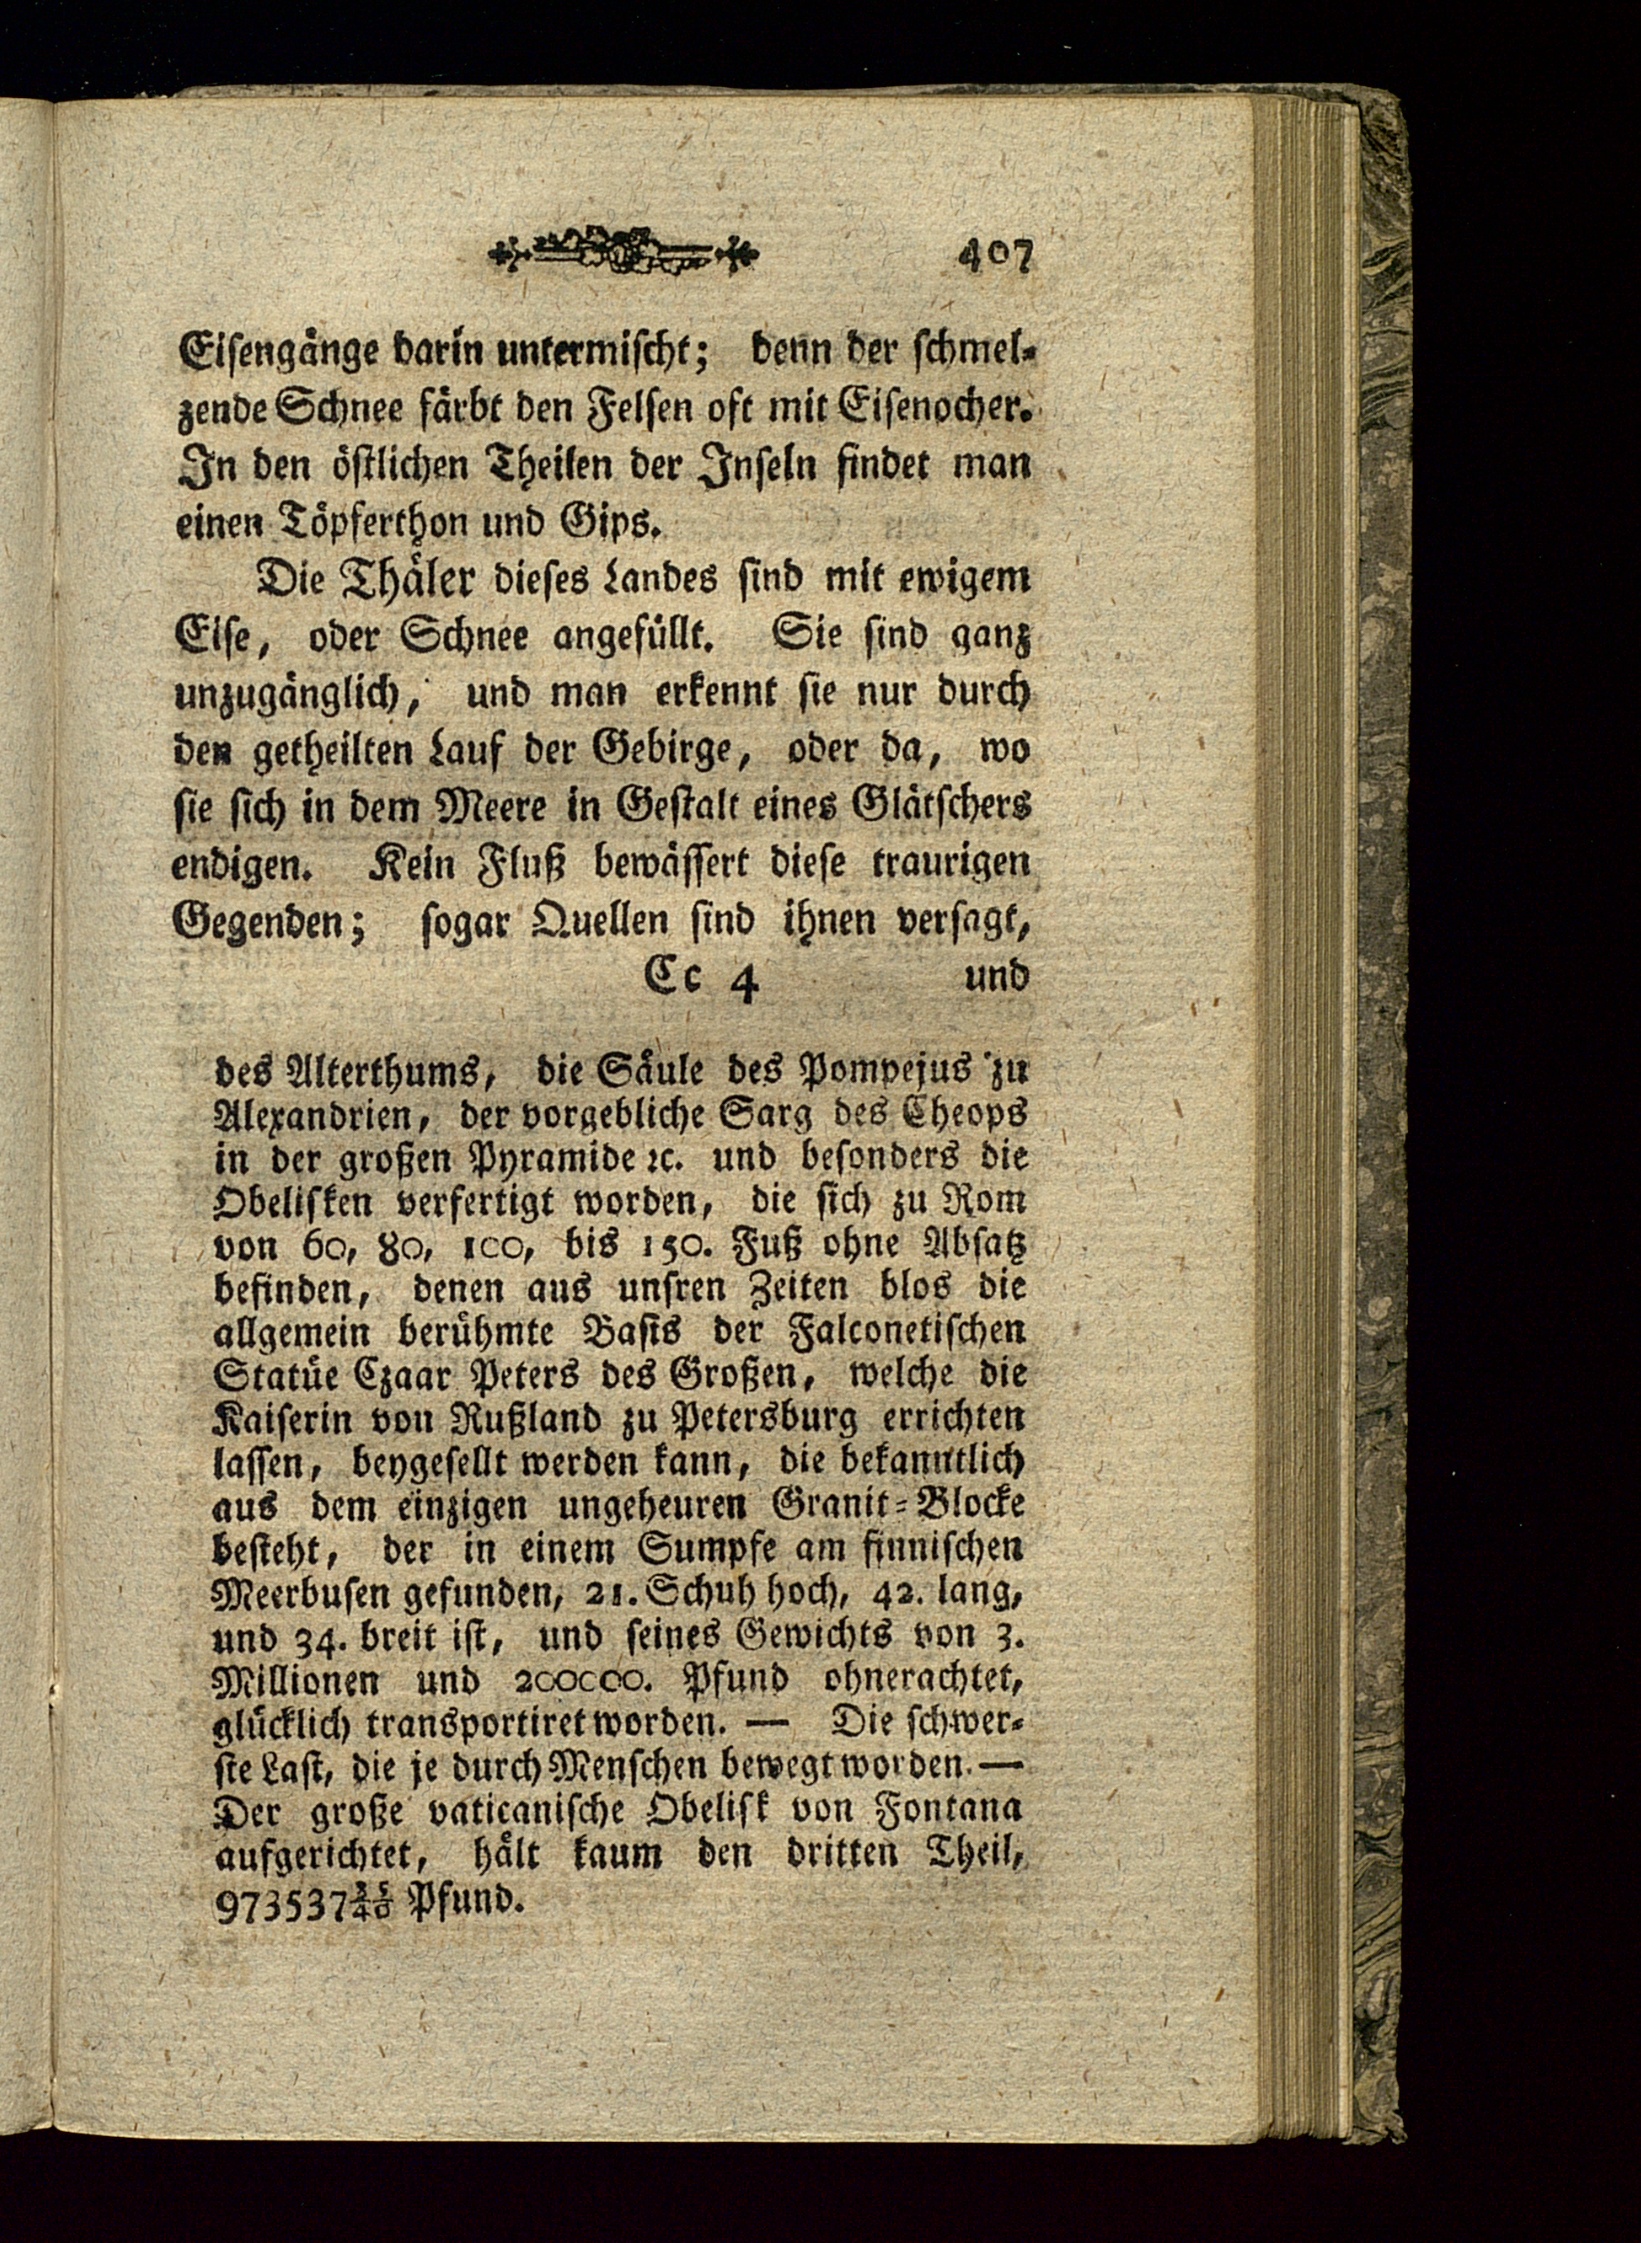 407
Eiſengänge darin untermiſcht; denn der ſchmel-
zende Schnee färbt den Felſen oft mit Eiſenocher.
In den öſtlichen Theilen der Inſeln findet man
einen Töpferthon und Gips.
Die Thäler dieſes Landes ſind mit ewigem
Eiſe, oder Schnee angefüllt. Sie ſind ganz
unzugänglich, und man erkennt ſie nur durch
den getheilten Lauf der Gebirge, oder da, wo
ſie ſich in dem Meere in Geſtalt eines Glätſchers
endigen. Kein Fluß bewäſſert dieſe traurigen
Gegenden; ſogar Quellen ſind ihnen verſagt,
Cc 4 und
des Alterthums, die Säule des Pompejus zu
Alexandrien, der vorgebliche Sarg des Cheops
in der großen Pyramide ꝛc. und beſonders die
Obeliſken verfertigt worden, die ſich zu Rom
von 60, 80, 100, bis 150. Fuß ohne Abſatz
befinden, denen aus unſren Zeiten blos die
allgemein berühmte Baſis der Falconetiſchen
Statüe Czaar Peters des Großen, welche die
Kaiſerin von Rußland zu Petersburg errichten
laſſen, beygeſellt werden kann, die bekanntlich
aus dem einzigen ungeheuren Granit-Blocke
beſteht, der in einem Sumpfe am finniſchen
Meerbuſen gefunden, 21. Schuh hoch, 42. lang,
und 34. breit iſt, und ſeines Gewichts von 3.
Millionen und 200000. Pfund ohnerachtet,
glücklich transportiret worden. — Die ſchwer-
ſte Laſt, die je durch Menſchen bewegt worden. —
Der große vaticaniſche Obeliſk von Fontana
aufgerichtet, hält kaum den dritten Theil,
973537 Pfund.